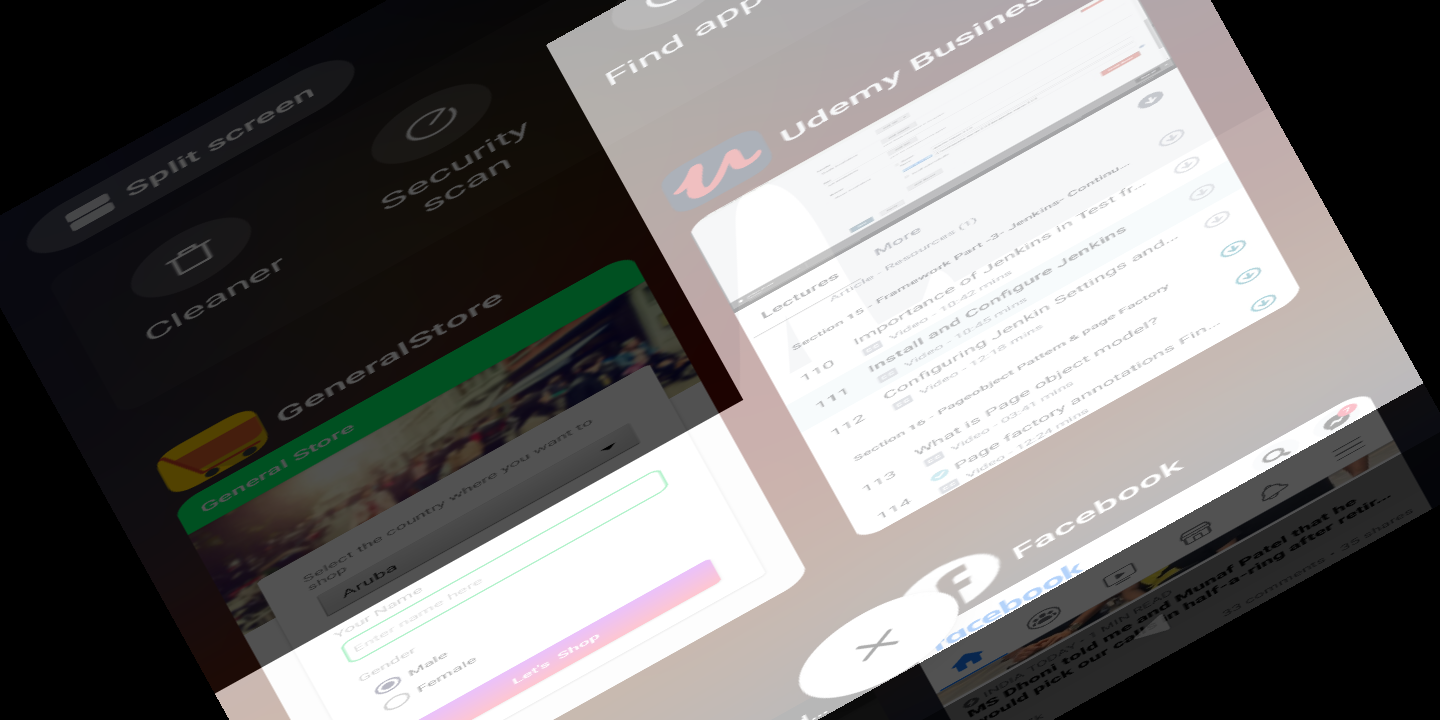 Split screen
Cleaner
Security
scan
Find app
GeneralStore
General Store
Select the country where you want to
shop
Aruba
Your Name
Enter name here
Gender
Male
Female
Let's Shop
Udemy Business
More
Lectures
Article - Resources (1)
Section 15 - Framework Part -3- Jenkins- Continu...
110 Importance of Jenkins in Test fr...
Video - 10:42 mins
111 Install and Configure Jenkins
Video - 10:45 mins
112 Configuring Jenkin Settings and...
Video - 12:18 mins
Section 16 - Pageobject Pattern & Page Factory
113 What is Page object model?
Video - 03:41 mins
114 Page factory annotations Fin...
Video - 12:24 mins
Facebook
facebook
INDIA TODAY • 1 MIN READ
MS Dhoni told me and Munaf Patel that he
would pick our in half-a-ring after retir...
33 comments • 35 shares